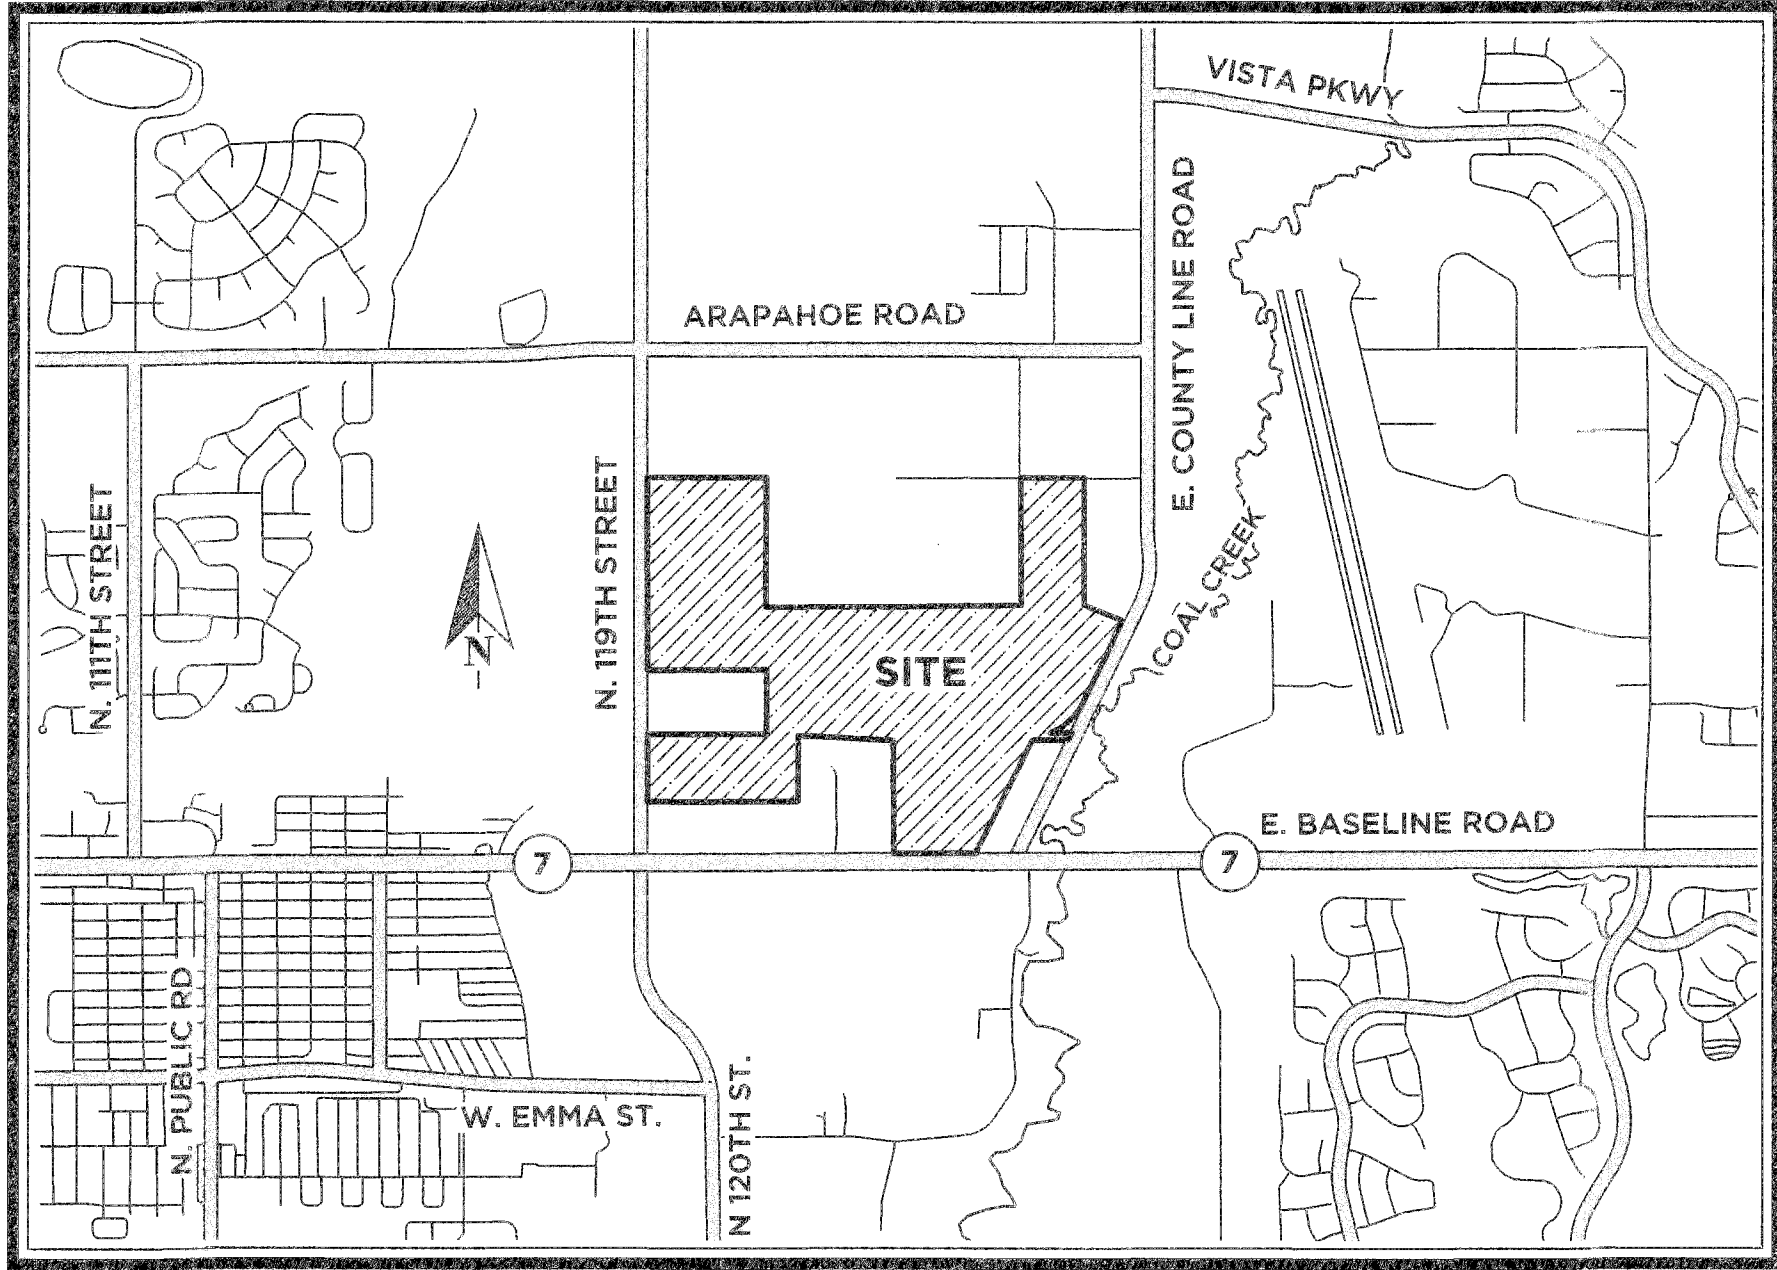 VISTA PKWY
E. COUNTY LINE ROAD
ARAPAHOE ROAD
N. 111TH STREET
N. 119TH STREET
N
SITE
COAL CREEK
E. BASELINE ROAD
7
7
N. PUBLIC RD
W. EMMA ST.
N 120TH ST.